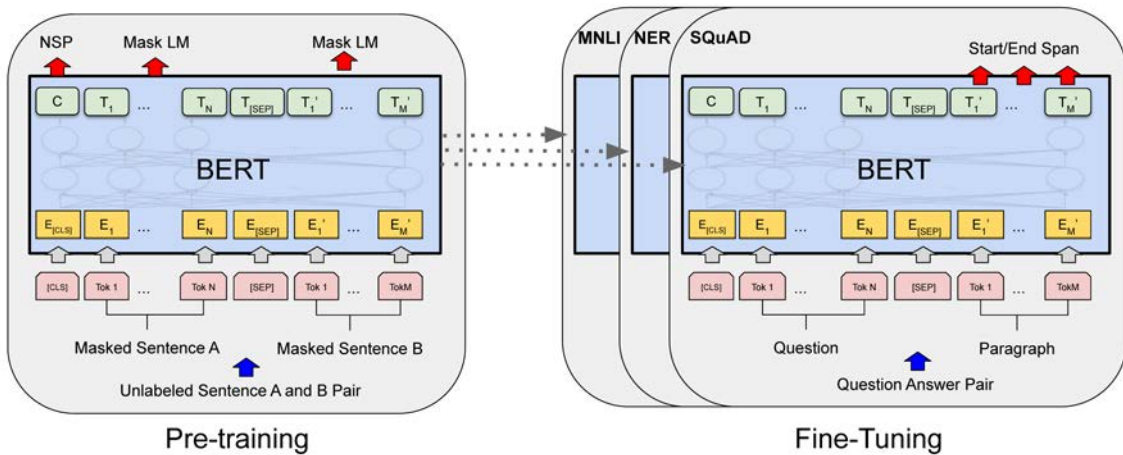 NSP Mask LM Mask LM
C T1 ... TN T[SEP] T1' ... TM'
BERT
E[CLS] E1 ... EN E[SEP] E1' ... EM'
[CLS] Tok 1 ... Tok N [SEP] Tok 1 ... TokM
Masked Sentence A Masked Sentence B
Unlabeled Sentence A and B Pair
Pre-training
MNLI NER SQuAD
Start/End Span
C T1 ... TN T[SEP] T1' ... TM'
BERT
E[CLS] E1 ... EN E[SEP] E1' ... EM'
[CLS] Tok 1 ... Tok N [SEP] Tok 1 ... TokM
Question Paragraph
Question Answer Pair
Fine-Tuning